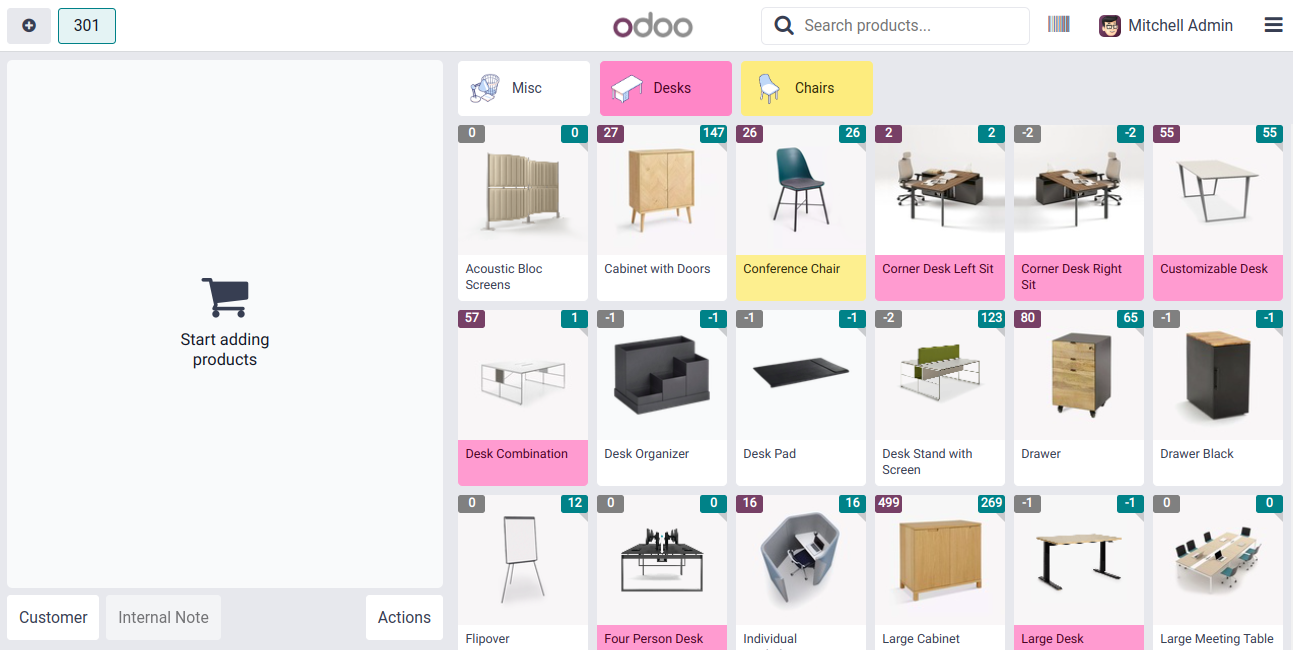 301
odoo
Search products...
Mitchell Admin
Misc
Desks
Chairs
0 0
27 147
26 26
2 2
-2 -2
55 55
Acoustic Bloc
Screens
Cabinet with Doors
Conference Chair
Corner Desk Left Sit
Corner Desk Right
Sit
Customizable Desk
Start adding
products
57 1
-1 -1
-1 -1
-2 123
80 65
-1 -1
Desk Combination
Desk Organizer
Desk Pad
Desk Stand with
Screen
Drawer
Drawer Black
0 12
0 0
16 16
499 269
-1 -1
0 0
Flipover
Four Person Desk
Individual
Large Cabinet
Large Desk
Large Meeting Table
Customer
Internal Note
Actions